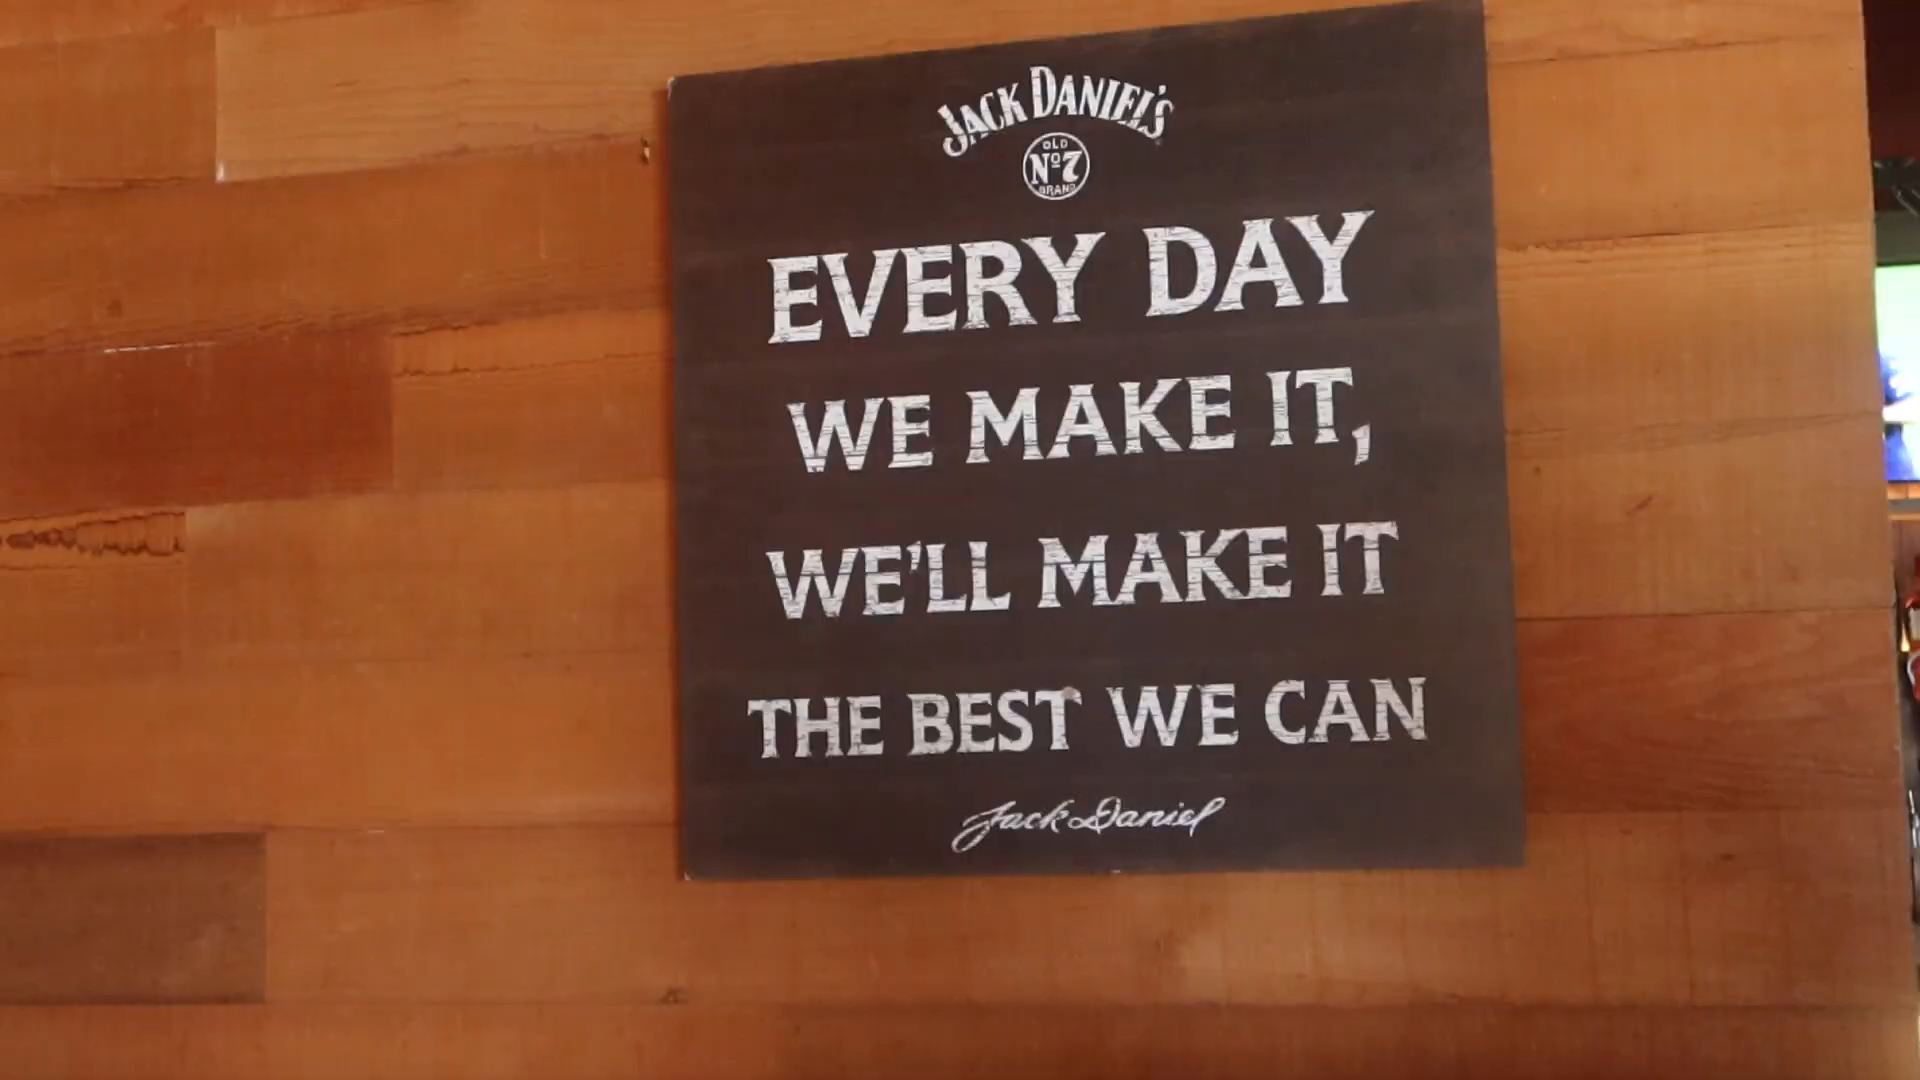 JACK DANIEL'S
OLD
Nº7
BRAND
EVERY DAY
WE MAKE IT,
WE'LL MAKE IT
THE BEST WE CAN
Jack Daniel